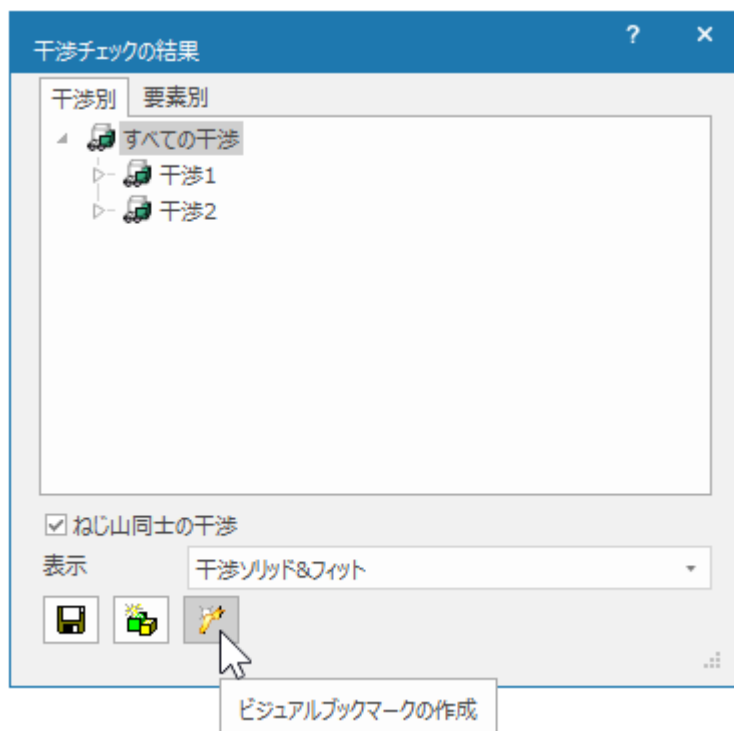 干渉チェックの結果
? ×
干渉別 要素別
すべての干渉
干渉1
干渉2
ねじ山同士の干渉
表示 干渉ソリッド&フィット
ビジュアルブックマークの作成